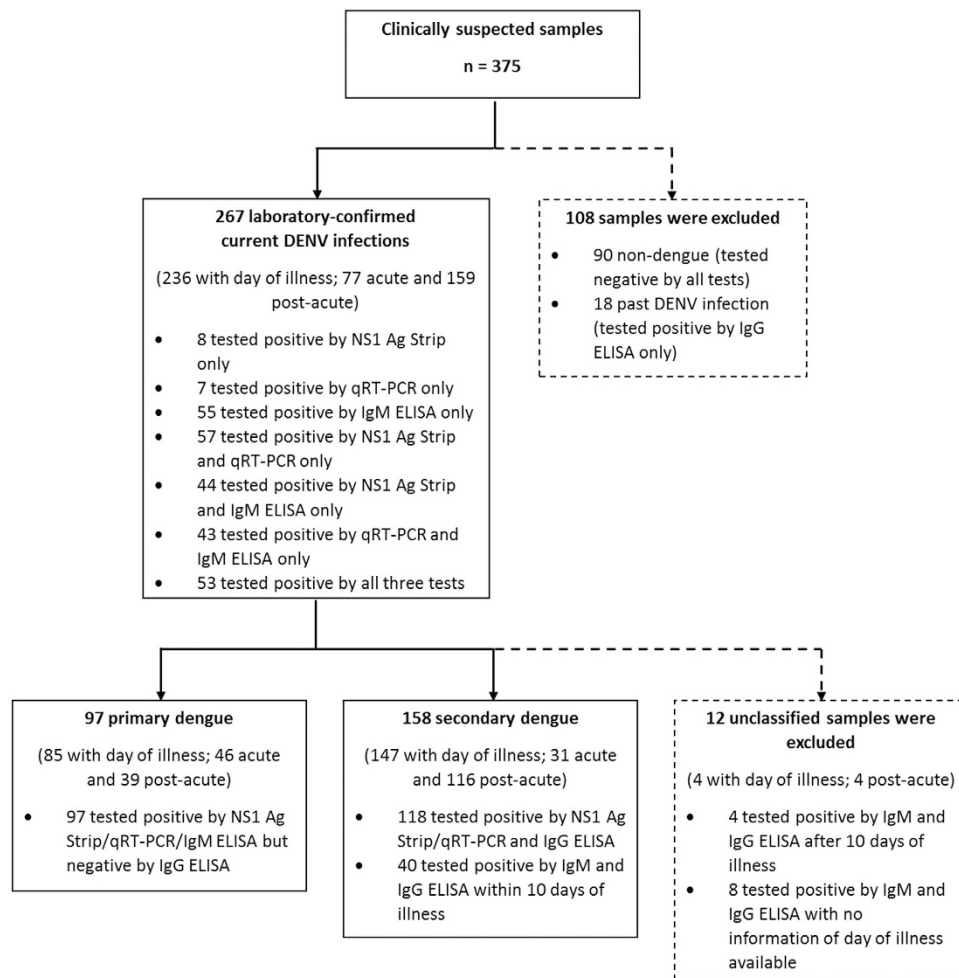 Clinically suspected samples
n = 375
267 laboratory-confirmed
current DENV infections
(236 with day of illness; 77 acute and 159
post-acute)
• 8 tested positive by NS1 Ag Strip
only
• 7 tested positive by qRT-PCR only
• 55 tested positive by IgM ELISA only
• 57 tested positive by NS1 Ag Strip
and qRT-PCR only
• 44 tested positive by NS1 Ag Strip
and IgM ELISA only
• 43 tested positive by qRT-PCR and
IgM ELISA only
• 53 tested positive by all three tests
108 samples were excluded
• 90 non-dengue (tested
negative by all tests)
• 18 past DENV infection
(tested positive by IgG
ELISA only)
97 primary dengue
(85 with day of illness; 46 acute
and 39 post-acute)
• 97 tested positive by NS1 Ag
Strip/qRT-PCR/IgM ELISA but
negative by IgG ELISA
158 secondary dengue
(147 with day of illness; 31 acute
and 116 post-acute)
• 118 tested positive by NS1 Ag
Strip/qRT-PCR and IgG ELISA
• 40 tested positive by IgM and
IgG ELISA within 10 days of
illness
12 unclassified samples were
excluded
(4 with day of illness; 4 post-acute)
• 4 tested positive by IgM and
IgG ELISA after 10 days of
illness
• 8 tested positive by IgM and
IgG ELISA with no
information of day of illness
available